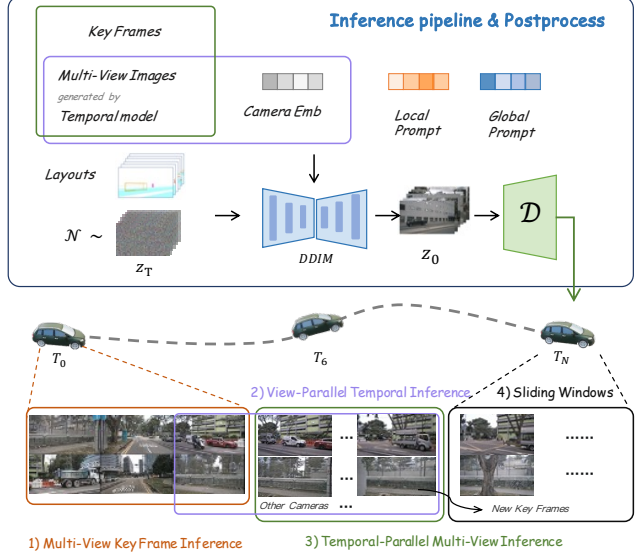 Inference pipeline & Postprocess
Key Frames
Multi-View Images
generated by
Temporal model
Camera Emb
Local
Prompt
Global
Prompt
Layouts
𝒩 ~
z_T
DDIM
z_0
𝒟
T_0
T_6
T_N
2) View-Parallel Temporal Inference
4) Sliding Windows
...
......
...
......
Other Cameras ...
New Key Frames
1) Multi-View Key Frame Inference
3) Temporal-Parallel Multi-View Inference